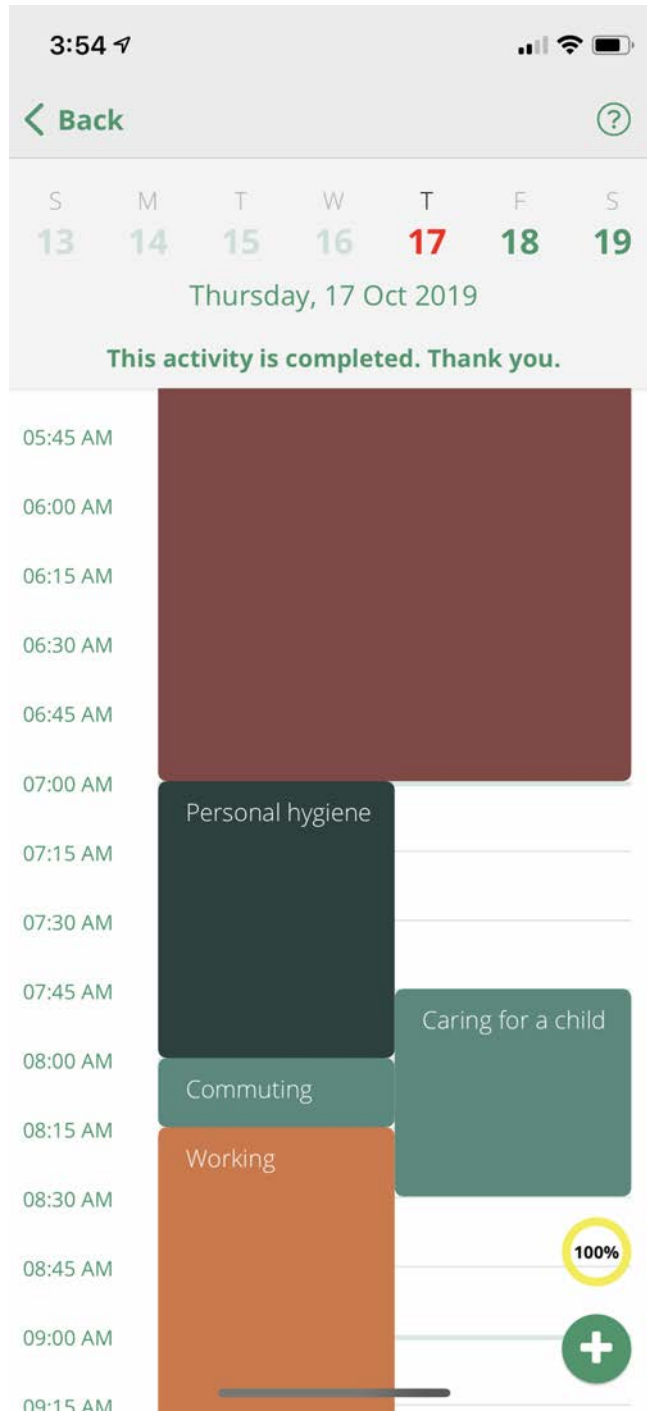 3:54
Back
?
S M T W T F S
13 14 15 16 17 18 19
Thursday, 17 Oct 2019
This activity is completed. Thank you.
05:45 AM
06:00 AM
06:15 AM
06:30 AM
06:45 AM
07:00 AM
Personal hygiene
07:15 AM
07:30 AM
07:45 AM
Caring for a child
08:00 AM
Commuting
08:15 AM
Working
08:30 AM
100%
08:45 AM
09:00 AM
09:15 AM